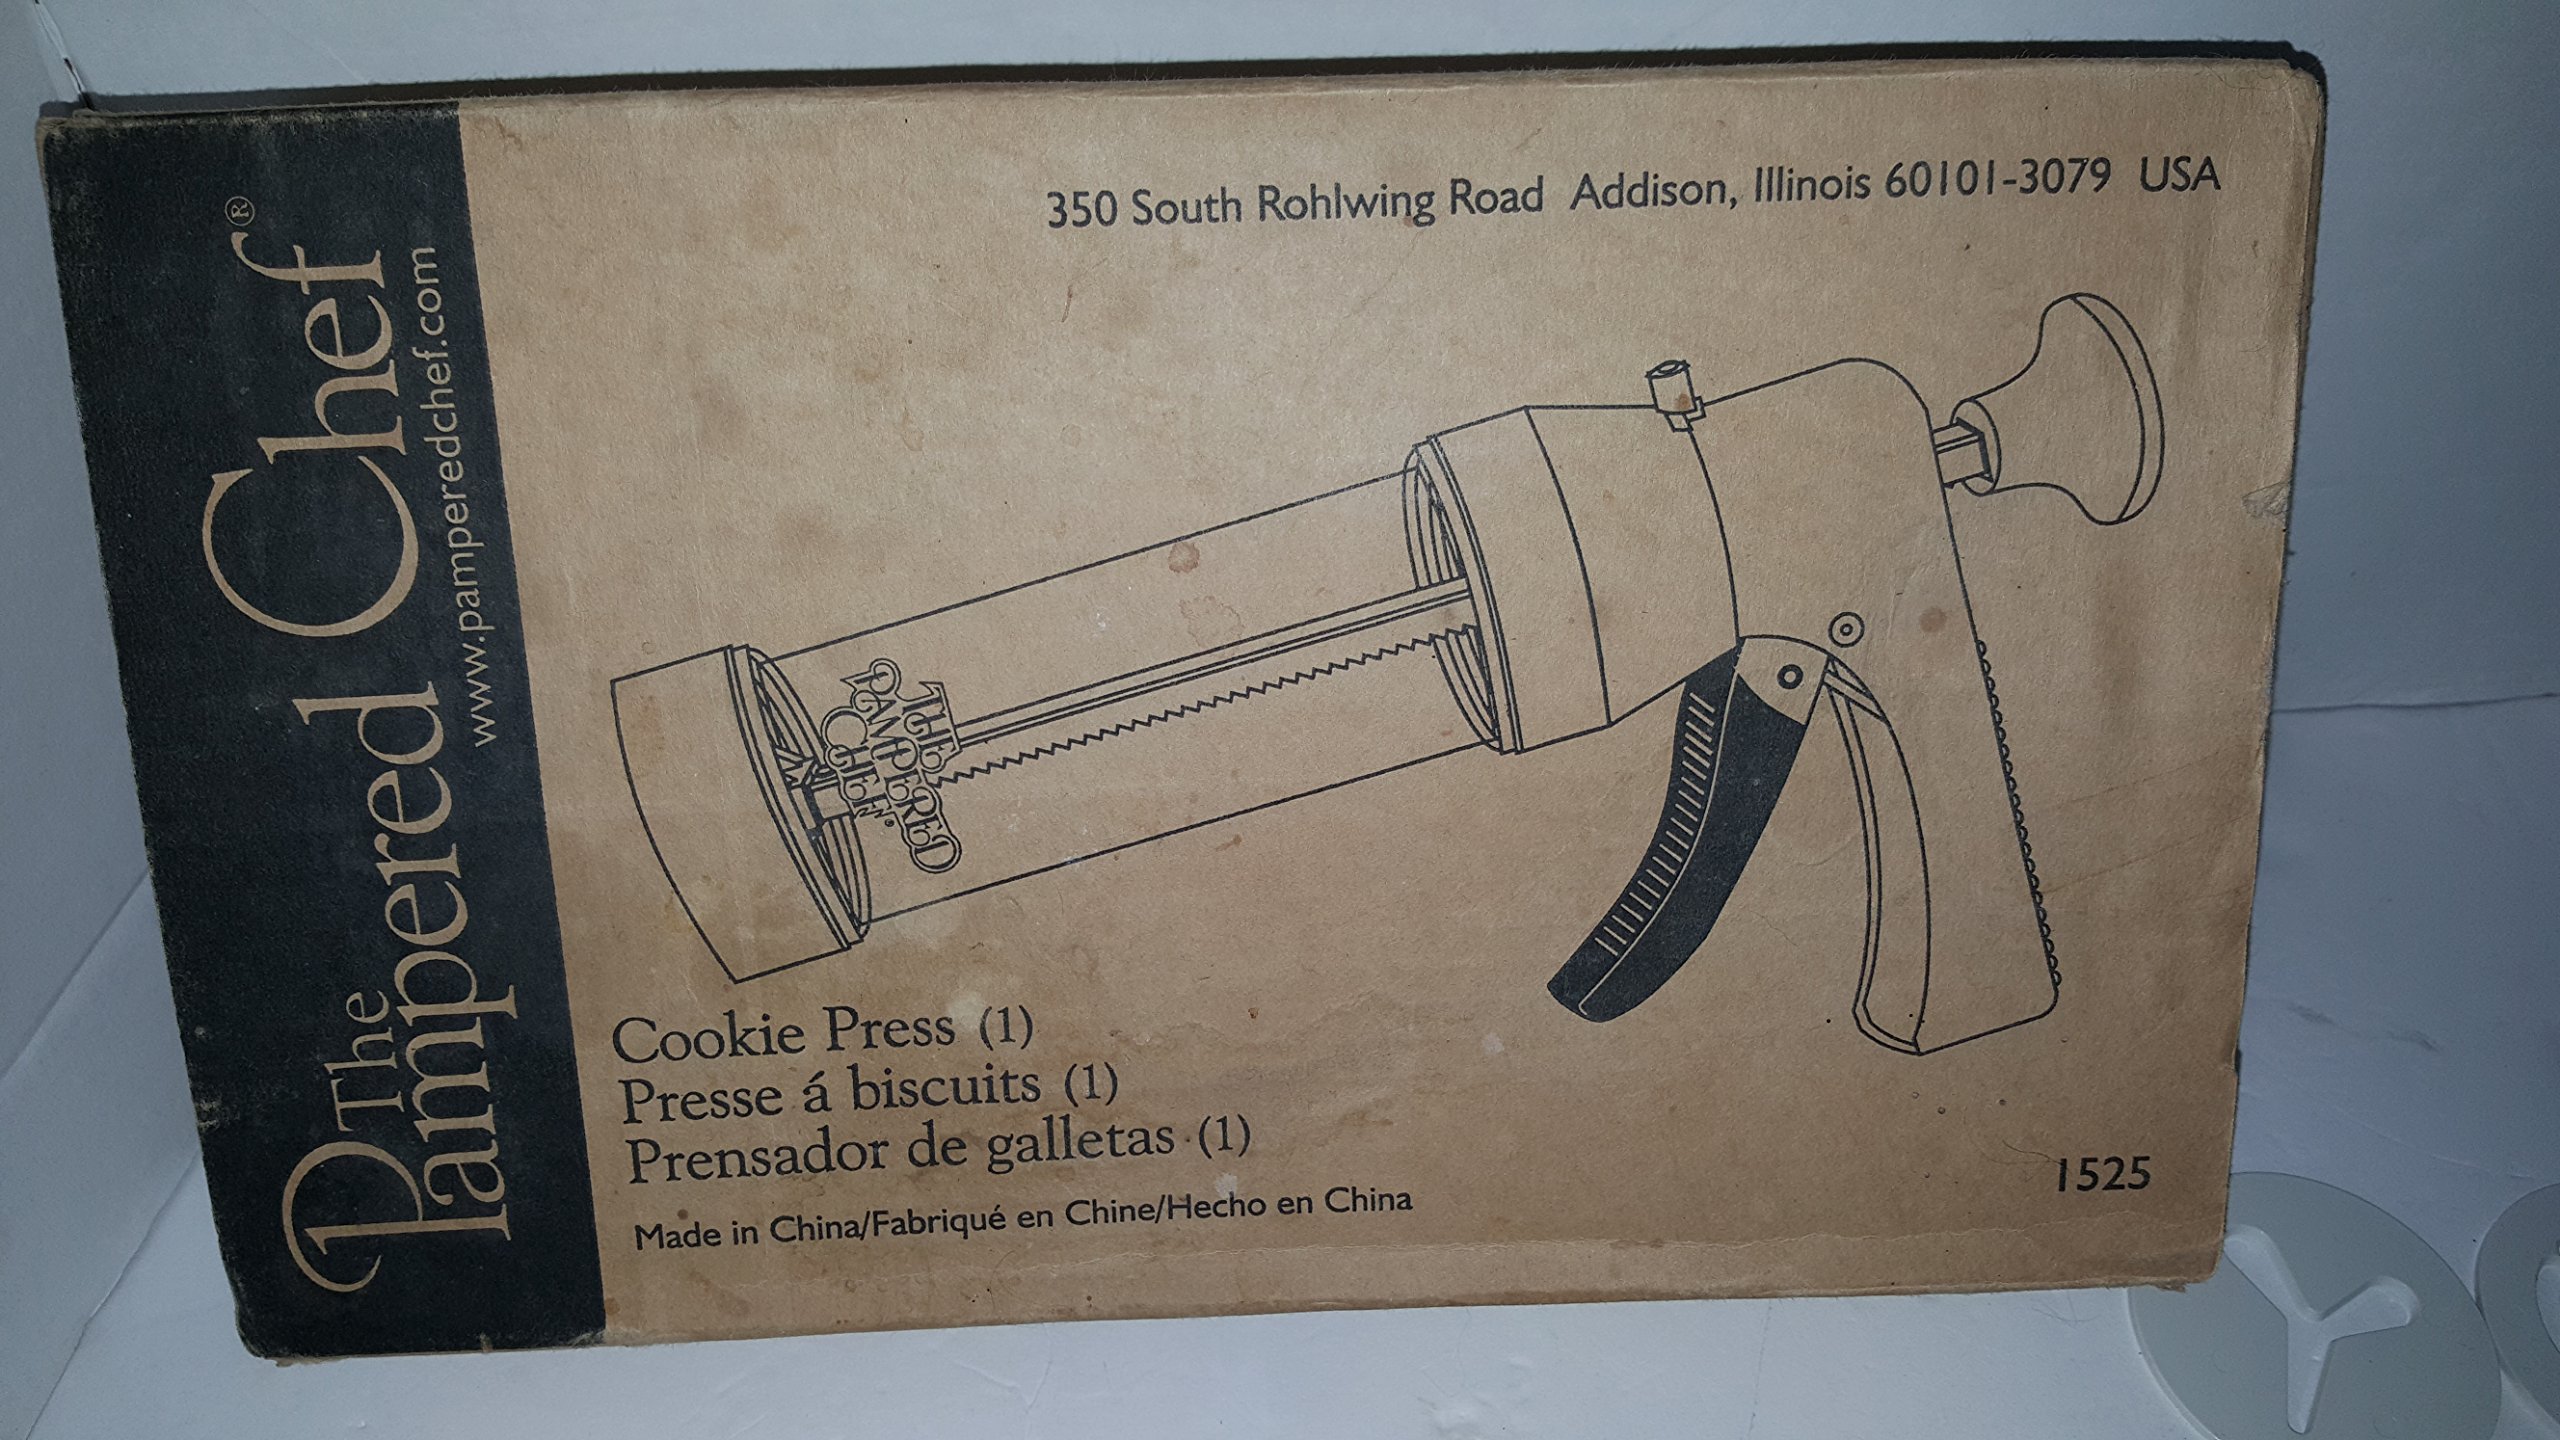 The
Pampered Chef®
www.pamperedchef.com
350 South Rohlwing Road Addison, Illinois 60101-3079 USA
THE
PAMPERED
CHEF®
Cookie Press (1)
Presse á biscuits (1)
Prensador de galletas (1)
Made in China/Fabriqué en Chine/Hecho en China
1525